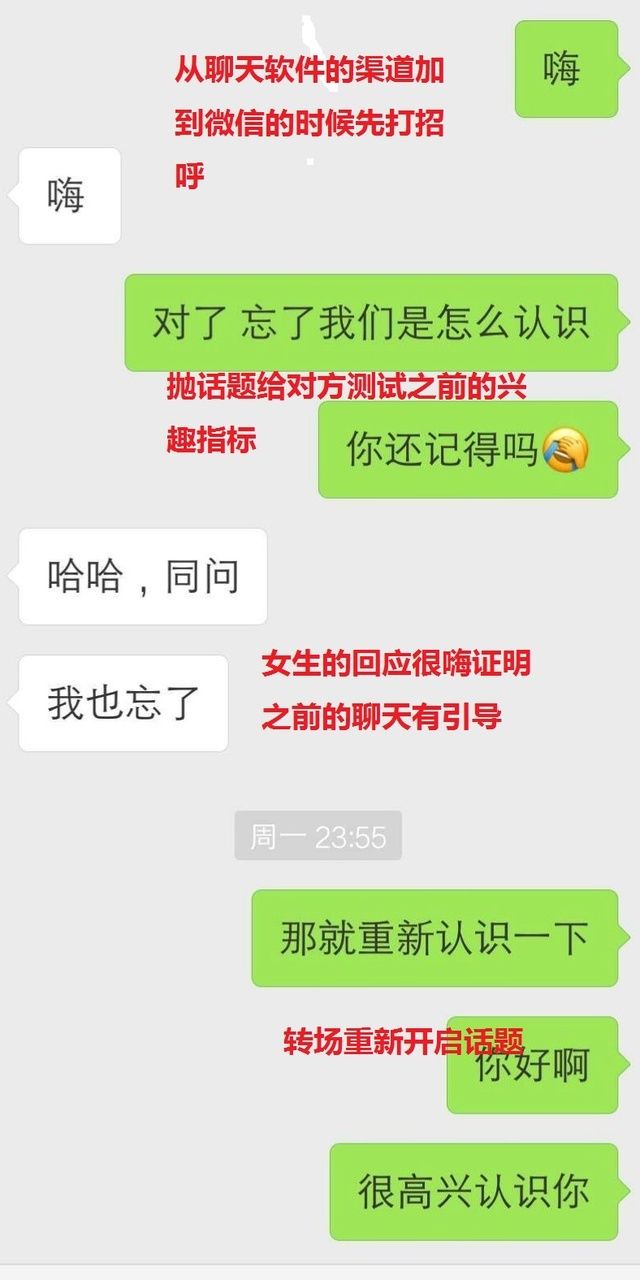 嗨
从聊天软件的渠道加
到微信的时候先打招
呼
嗨
对了 忘了我们是怎么认识
抛话题给对方测试之前的兴
趣指标
你还记得吗🤦
哈哈，同问
我也忘了
女生的回应很嗨证明
之前的聊天有引导
周一 23:55
那就重新认识一下
转场重新开启话题
你好啊
很高兴认识你